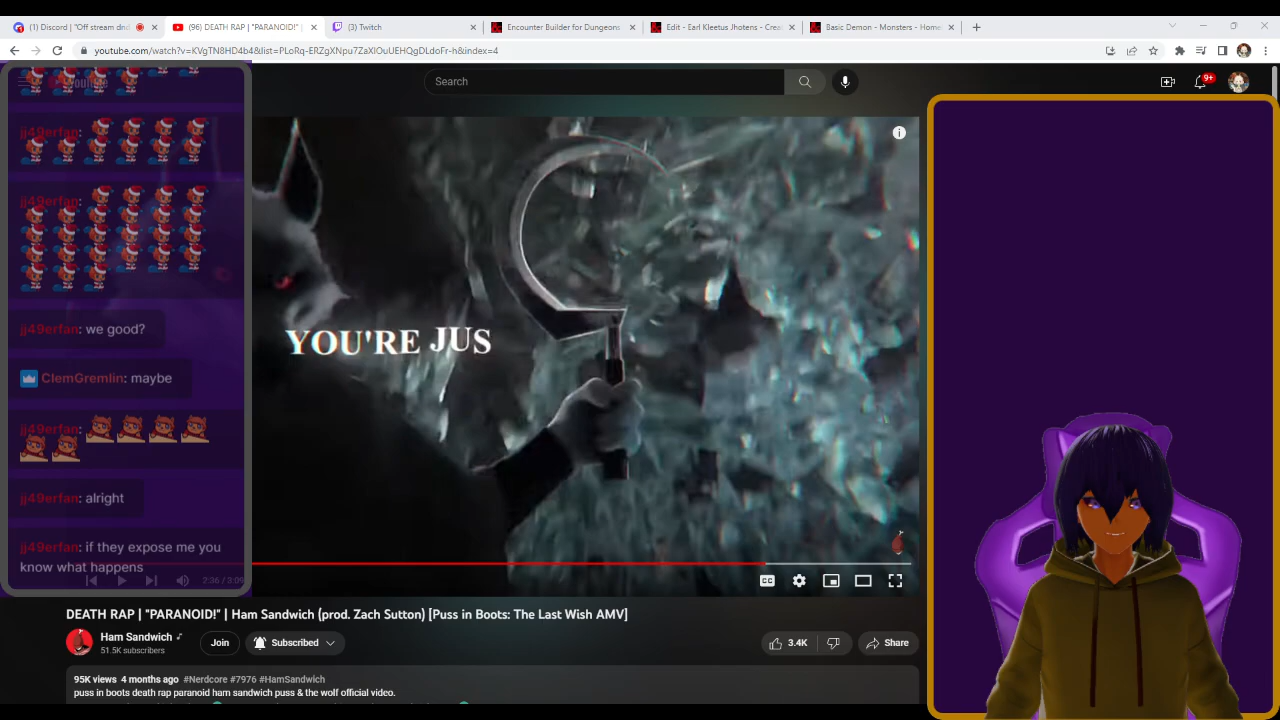 (1) Discord | "Off stream dnd
(96) DEATH RAP | "PARANOID!" |
(3) Twitch
Encounter Builder for Dungeons
Edit - Earl Kleetus Jhotens - Crea
Basic Demon - Monsters - Home
youtube.com/watch?v=KVgTN8HD4b4&list=PLoRq-ERZgXNpu7ZaXIOuUEHQgDLdoFr-h&index=4
Search
9+
jj49erfan:
jj49erfan:
jj49erfan: we good?
ClemGremlin: maybe
jj49erfan:
jj49erfan: alright
jj49erfan: if they expose me you
know what happens
YOU'RE JUS
2:36 / 3:09
CC
DEATH RAP | "PARANOID!" | Ham Sandwich (prod. Zach Sutton) [Puss in Boots: The Last Wish AMV]
Ham Sandwich
51.5K subscribers
Join
Subscribed
3.4K
Share
95K views 4 months ago #Nerdcore #7976 #HamSandwich
puss in boots death rap paranoid ham sandwich puss & the wolf official video.